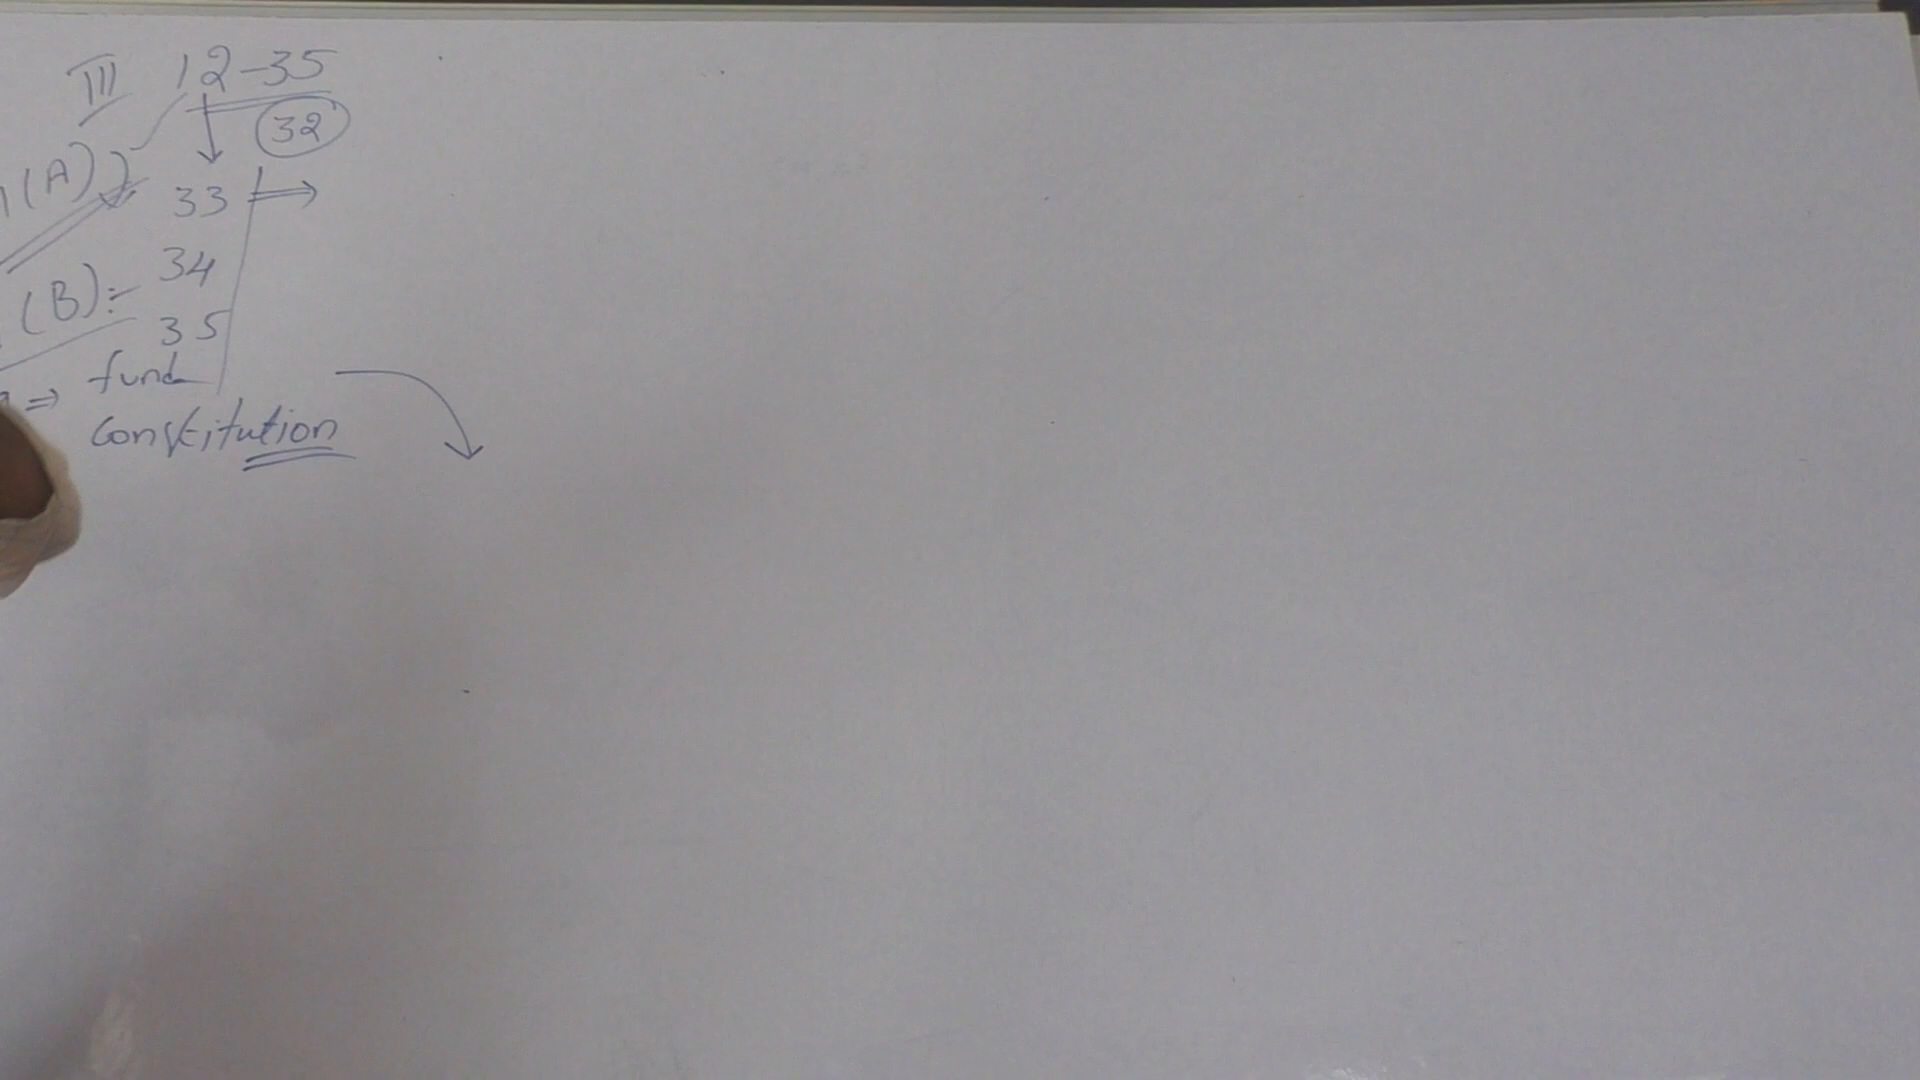 III 12-35
32
(A)
33 ⇒
34
(B):-
35
⇒ fund
Constitution